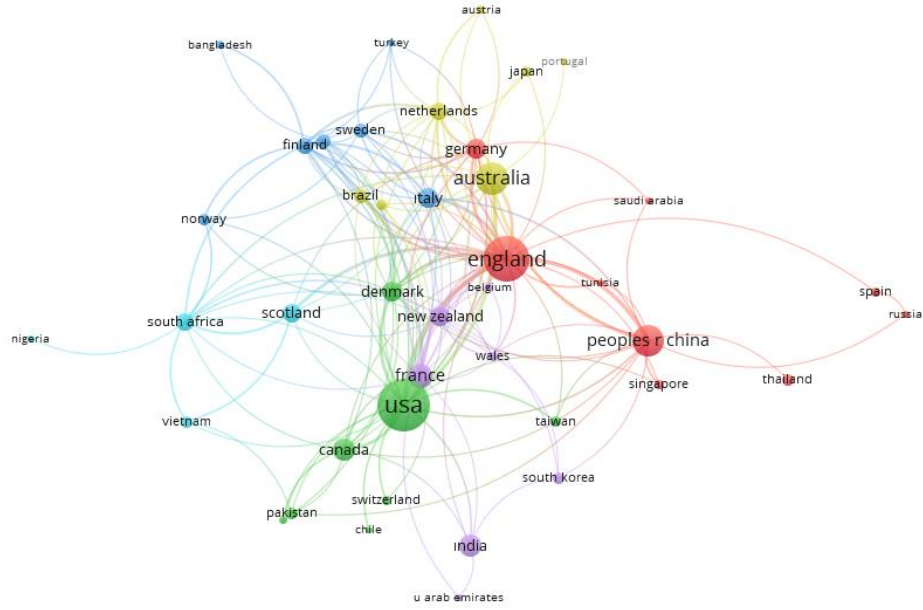 austria
bangladesh
turkey
portugal
japan
netherlands
sweden
finland
germany
australia
brazil
italy
saudi arabia
norway
england
tunisia
belgium
denmark
spain
new zealand
scotland
south africa
russia
nigeria
peoples r china
wales
france
singapore
thailand
usa
vietnam
taiwan
canada
south korea
switzerland
pakistan
chile
india
u arab emirates